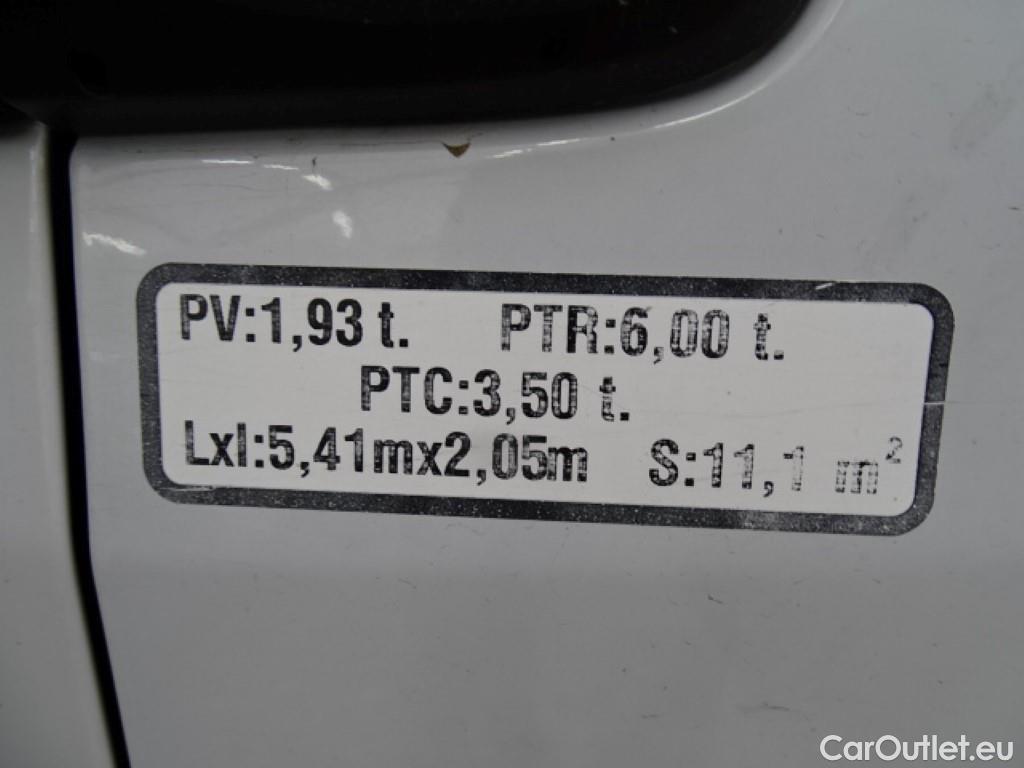 PV:1,93 t. PTR:6,00 t.
PTC:3,50 t.
Lxl:5,41mx2,05m S:11,1 m²
CarOutlet.eu